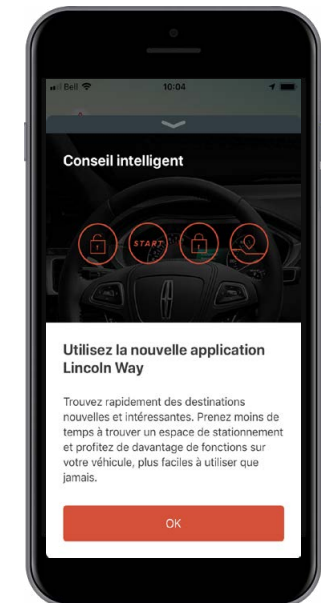 Bell 10:04
Conseil intelligent
START
Utilisez la nouvelle application
Lincoln Way
Trouvez rapidement des destinations
nouvelles et intéressantes. Prenez moins de
temps à trouver un espace de stationnement
et profitez de davantage de fonctions sur
votre véhicule, plus faciles à utiliser que
jamais.
OK